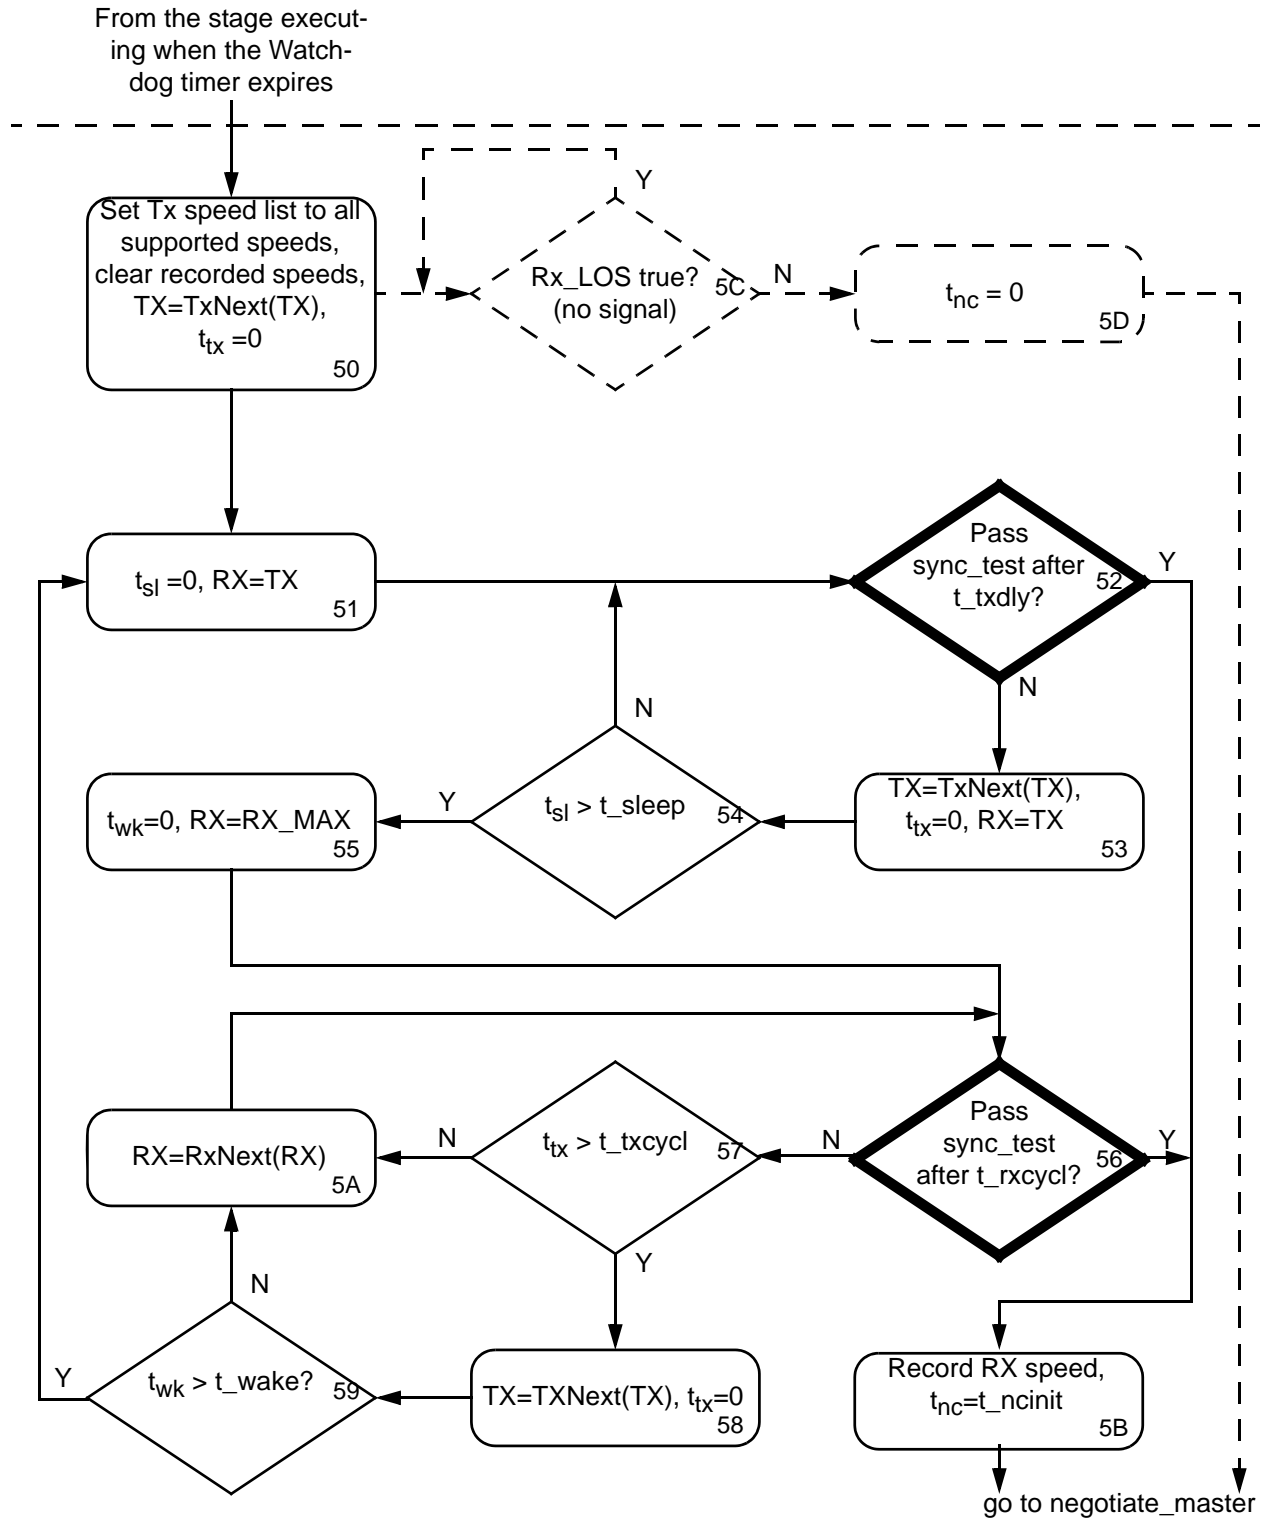 From the stage execut-
ing when the Watch-
dog timer expires
Set Tx speed list to all
supported speeds,
clear recorded speeds,
TX=TxNext(TX),
ttx =0
50
Y
Rx_LOS true?
(no signal)
5C
N
tnc = 0
5D
tsl =0, RX=TX
51
Pass
sync_test after
t_txdly?
52
Y
N
TX=TxNext(TX),
ttx=0, RX=TX
53
N
tsl > t_sleep
54
Y
twk=0, RX=RX_MAX
55
Pass
sync_test
after t_rxcycl?
56
Y
N
ttx > t_txcycl
57
N
Y
RX=RxNext(RX)
5A
N
twk > t_wake?
59
Y
TX=TXNext(TX), ttx=0
58
Record RX speed,
tnc=t_ncinit
5B
go to negotiate_master